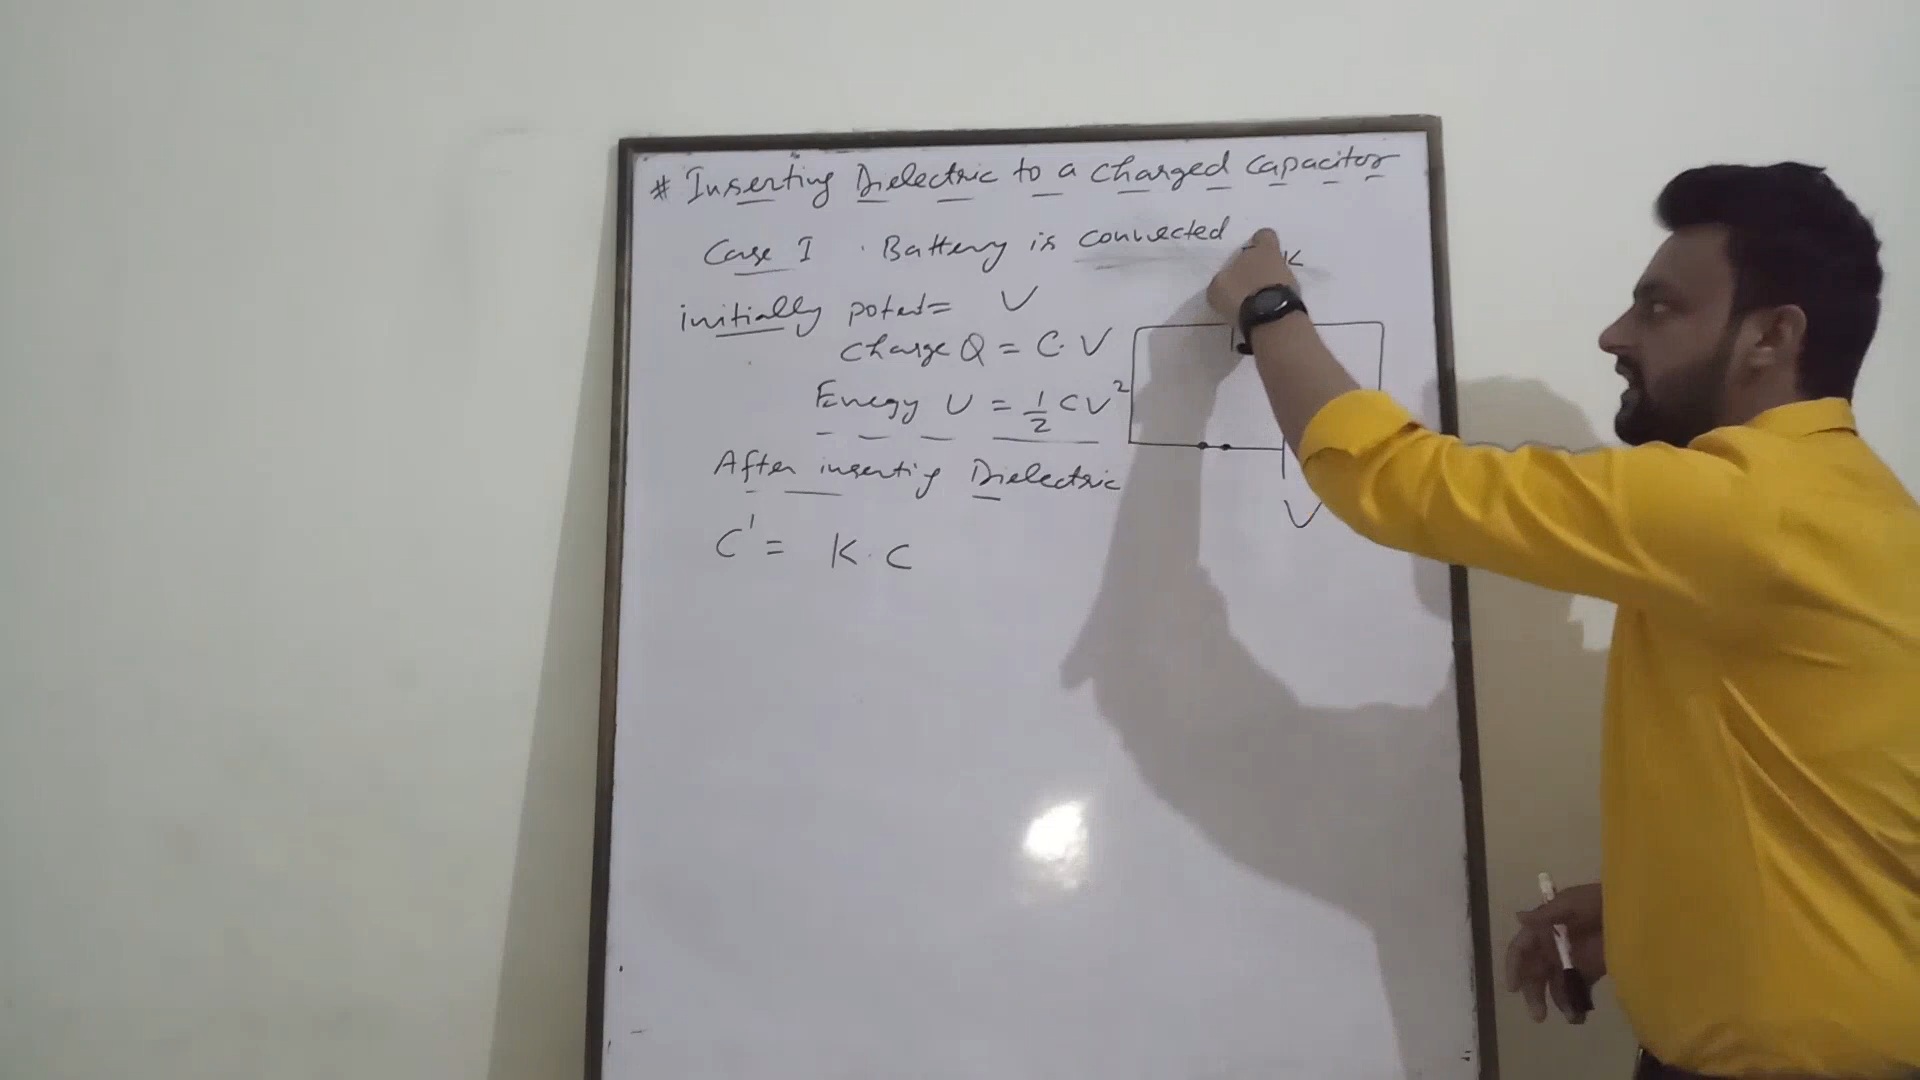 # Inserting Dielectric to a charged capacitor
Case I . Battery is connected
K
initially potent = V
charge Q = C. V
Energy U = 1/2 CV²
After inserting Dielectric
V
C' = K. C